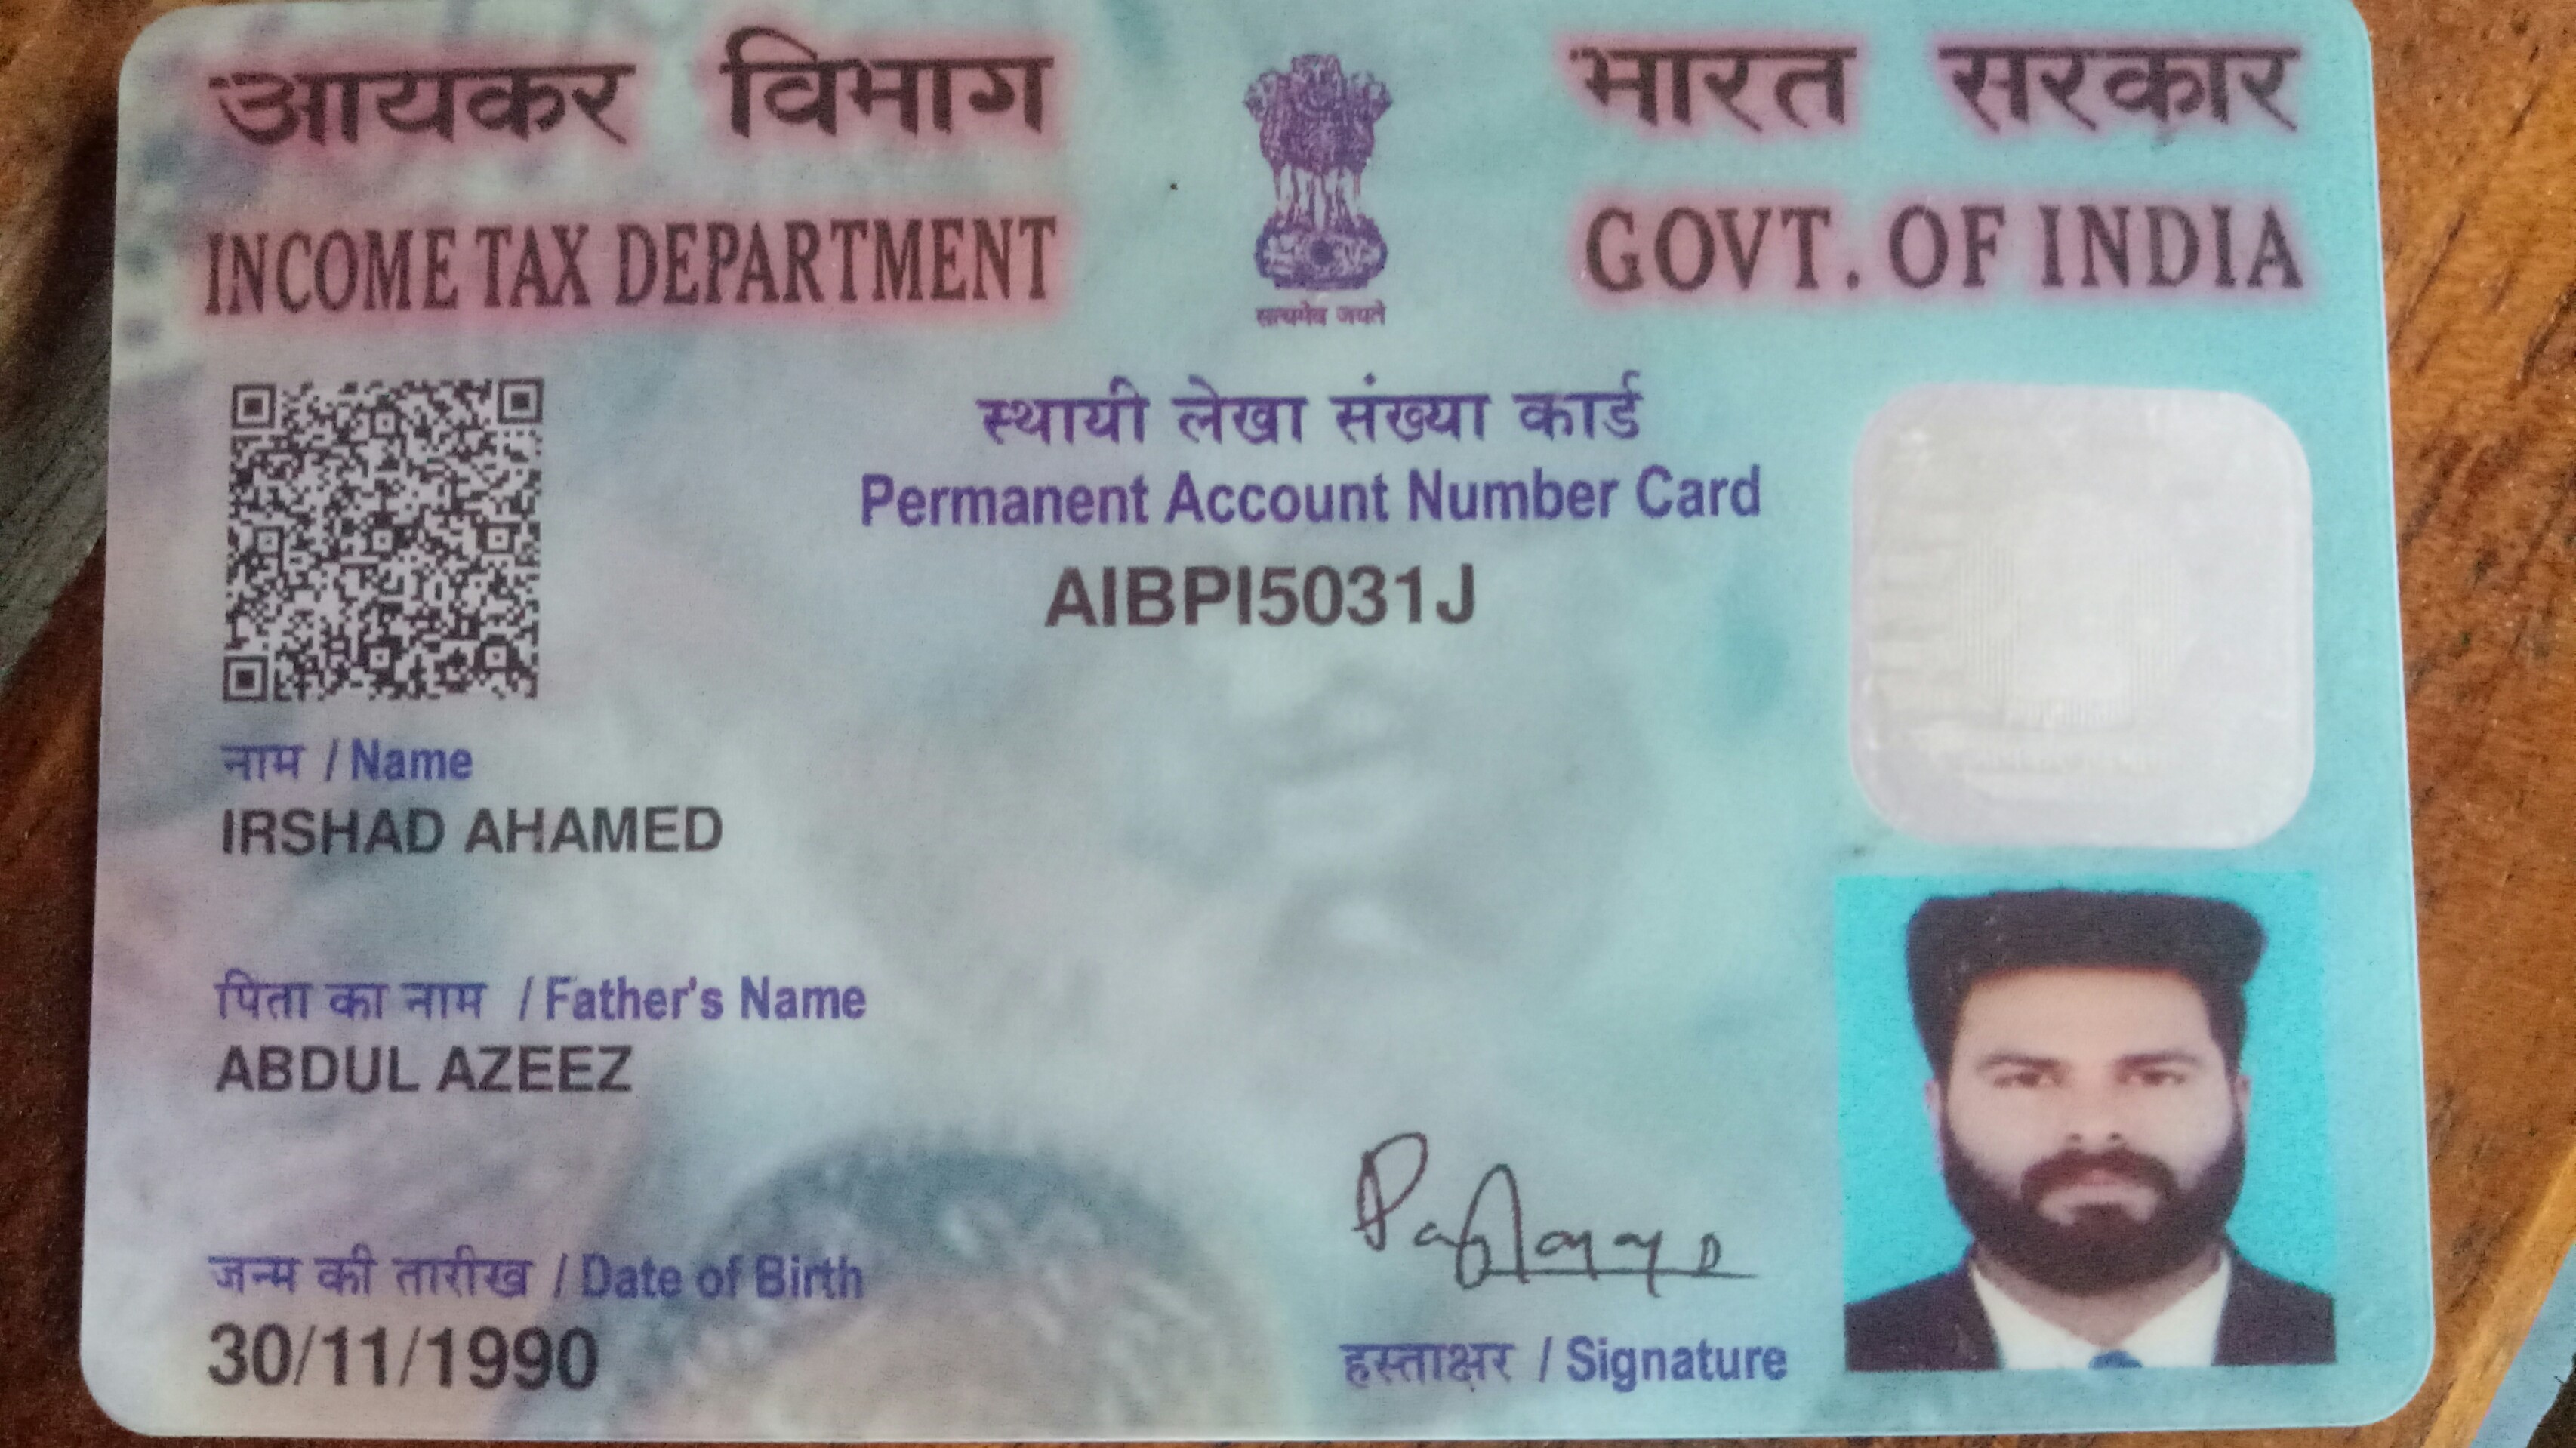 आयकर विभाग
INCOME TAX DEPARTMENT
भारत सरकार
GOVT. OF INDIA
सत्यमेव जयते
स्थायी लेखा संख्या कार्ड
Permanent Account Number Card
AIBPI5031J
नाम / Name
IRSHAD AHAMED
पिता का नाम / Father's Name
ABDUL AZEEZ
जन्म की तारीख / Date of Birth
30/11/1990
हस्ताक्षर / Signature